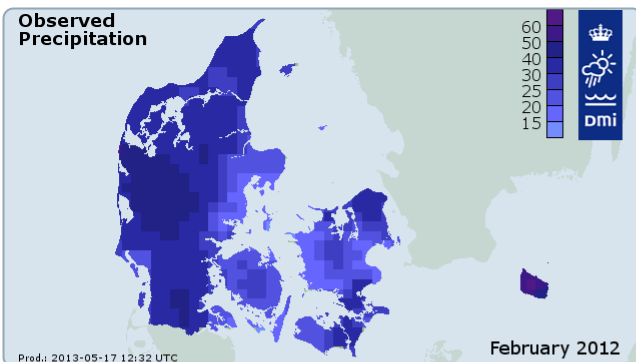 Observed
Precipitation
60
50
40
30
25
20
15
DMI
February 2012
Prod.: 2013-05-17 12:32 UTC